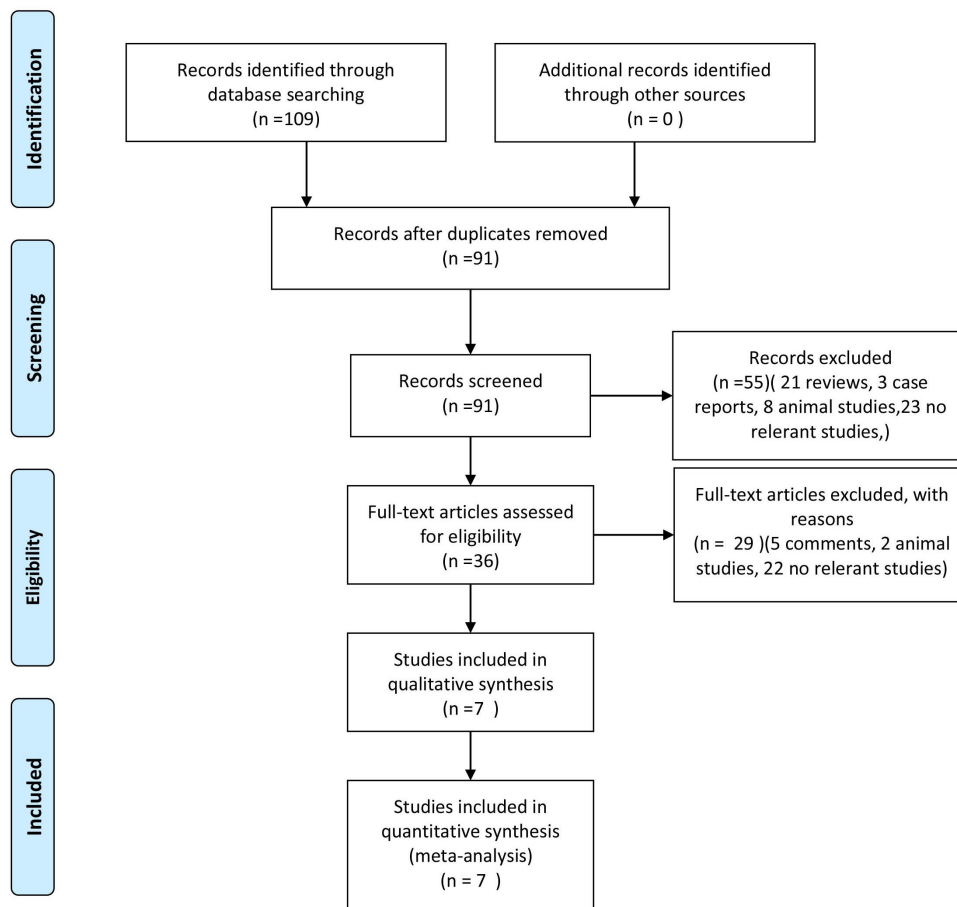 Identification
Records identified through
database searching
(n =109)
Additional records identified
through other sources
(n = 0 )
Records after duplicates removed
(n =91)
Screening
Records screened
(n =91)
Records excluded
(n =55)( 21 reviews, 3 case
reports, 8 animal studies,23 no
relerant studies,)
Eligibility
Full-text articles assessed
for eligibility
(n =36)
Full-text articles excluded, with
reasons
(n =  29 )(5 comments, 2 animal
studies, 22 no relerant studies)
Studies included in
qualitative synthesis
(n =7  )
Included
Studies included in
quantitative synthesis
(meta-analysis)
(n = 7  )